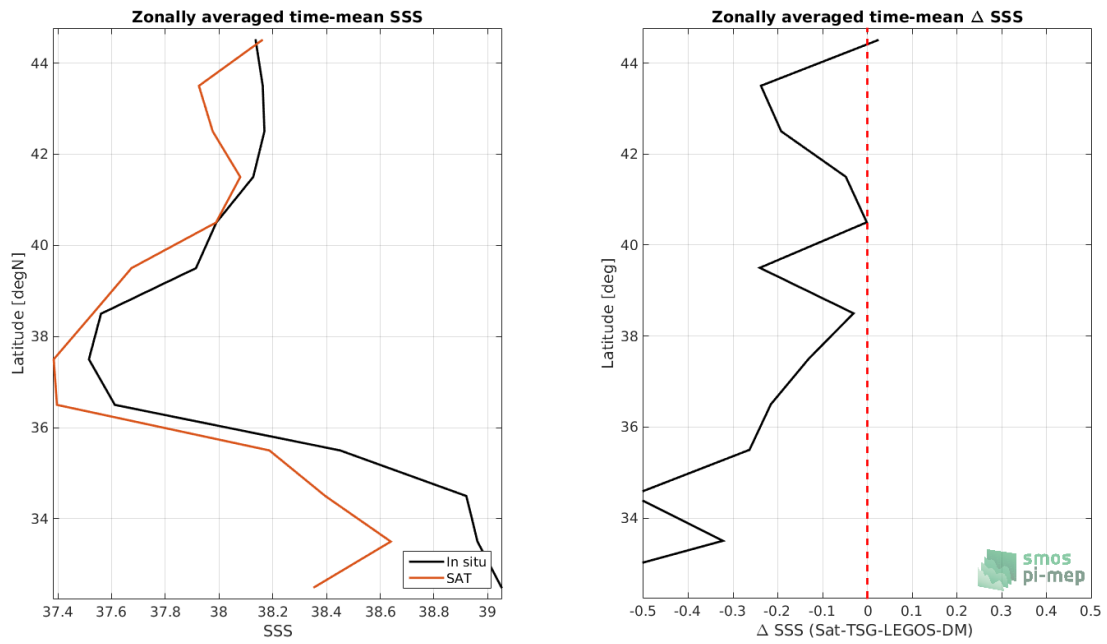 Zonally averaged time-mean SSS
44
42
40
38
36
34
Latitude [degN]
37.4 37.6 37.8 38 38.2 38.4 38.6 38.8 39
SSS
In situ
SAT
Zonally averaged time-mean Δ SSS
44
42
40
38
36
34
Latitude [deg]
-0.5 -0.4 -0.3 -0.2 -0.1 0 0.1 0.2 0.3 0.4 0.5
Δ SSS (Sat-TSG-LEGOS-DM)
smos
pi-mep